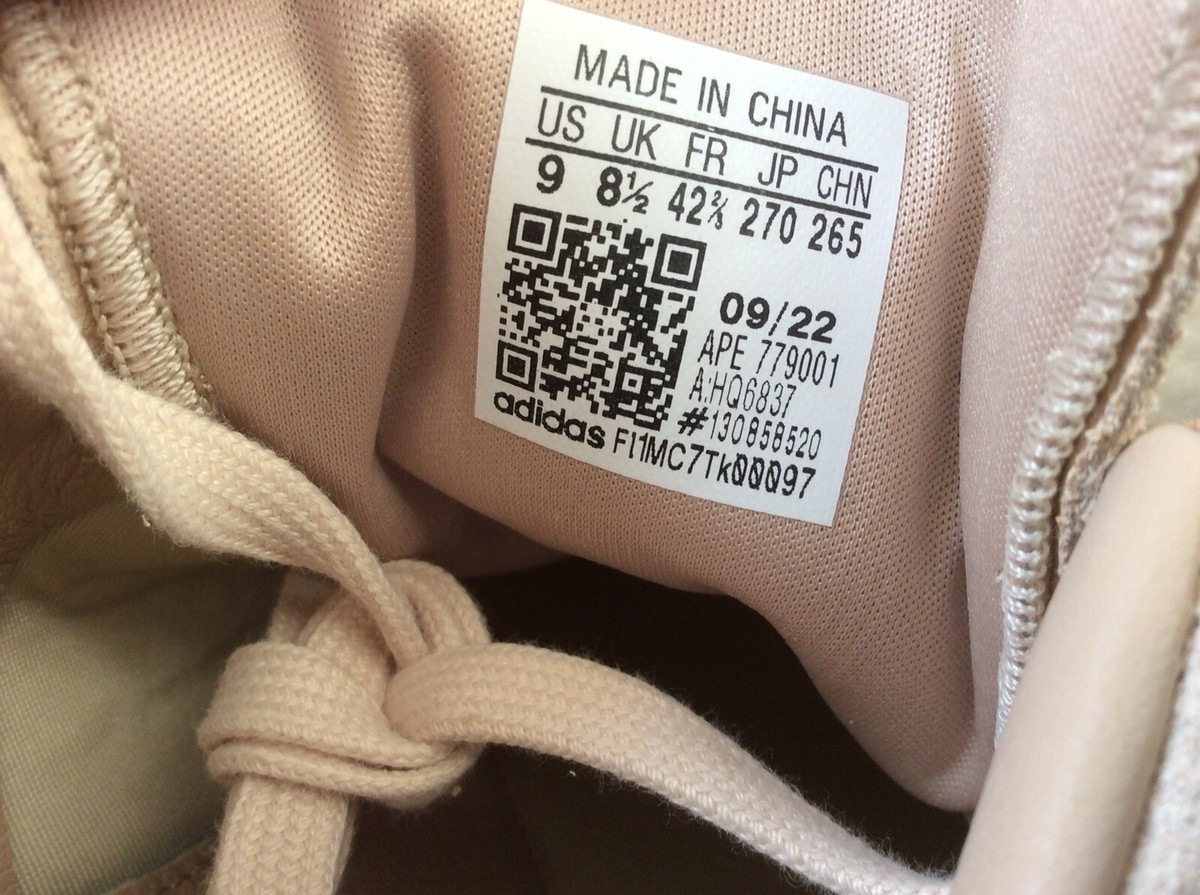 MADE IN CHINA
US UK FR JP CHN
9 8½ 42⅔ 270 265
09/22
APE 779001
A:HQ6837
#130858520
adidas FI1MC7Tk00097